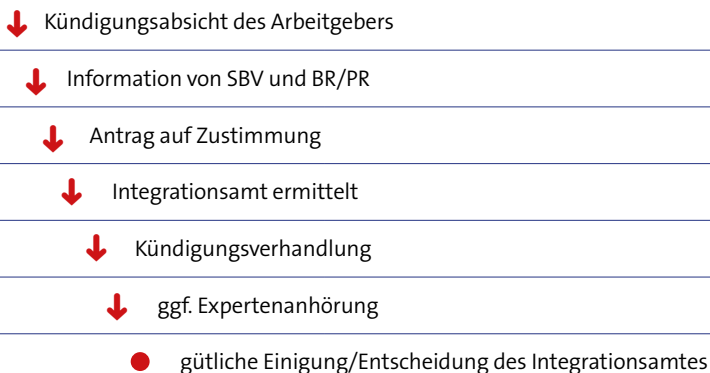 Kündigungsabsicht des Arbeitgebers
Information von SBV und BR/PR
Antrag auf Zustimmung
Integrationsamt ermittelt
Kündigungsverhandlung
ggf. Expertenanhörung
gütliche Einigung/Entscheidung des Integrationsamtes